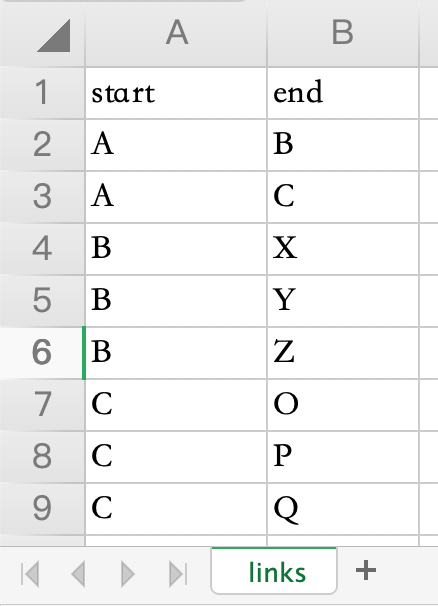 A B
1 start end
2 A B
3 A C
4 B X
5 B Y
6 B Z
7 C O
8 C P
9 C Q
links +